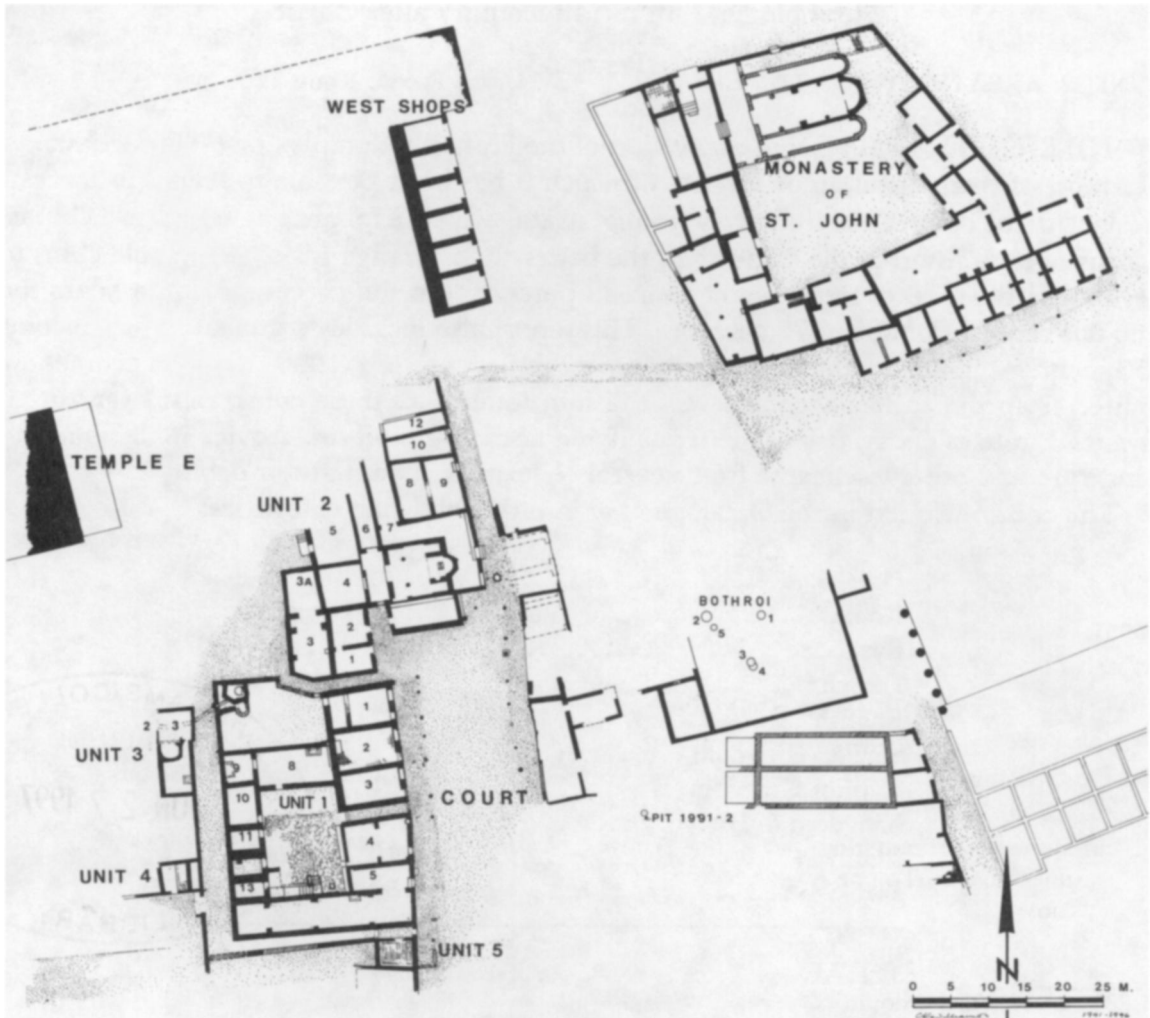 WEST SHOPS
MONASTERY
OF
ST. JOHN
TEMPLE E
12
10
8 9
UNIT 2
5
6
7
3A
4
S
2
3
1
BOTHROI
2
1
5
3
4
2 - 3
1
UNIT 3
2
8
3
10
UNIT 1
COURT
PIT 1991-2
11
4
UNIT 4
5
13
UNIT 5
N
0 5 10 15 20 25 M.